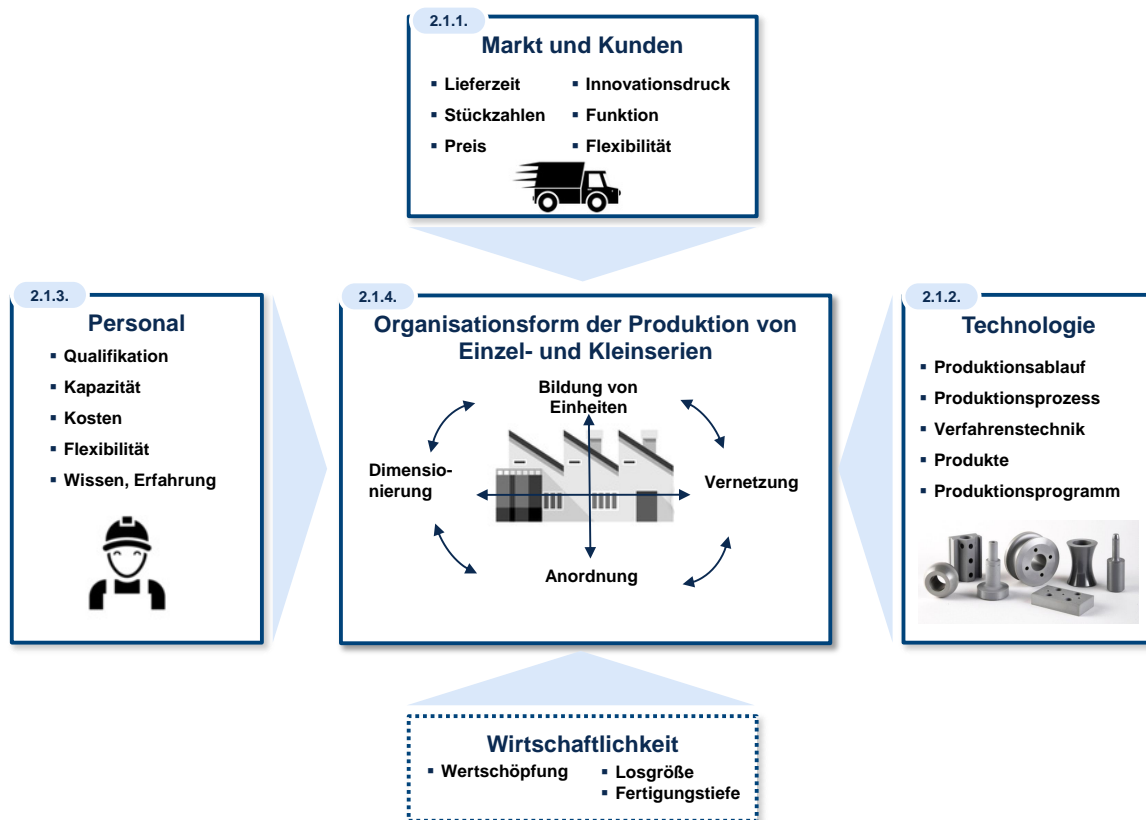 2.1.1.
Markt und Kunden
▪ Lieferzeit
▪ Stückzahlen
▪ Preis
▪ Innovationsdruck
▪ Funktion
▪ Flexibilität
2.1.3.
Personal
▪ Qualifikation
▪ Kapazität
▪ Kosten
▪ Flexibilität
▪ Wissen, Erfahrung
2.1.4.
Organisationsform der Produktion von
Einzel- und Kleinserien
Bildung von
Einheiten
Dimensio-
nierung
Vernetzung
Anordnung
2.1.2.
Technologie
▪ Produktionsablauf
▪ Produktionsprozess
▪ Verfahrenstechnik
▪ Produkte
▪ Produktionsprogramm
Wirtschaftlichkeit
▪ Wertschöpfung
▪ Losgröße
▪ Fertigungstiefe